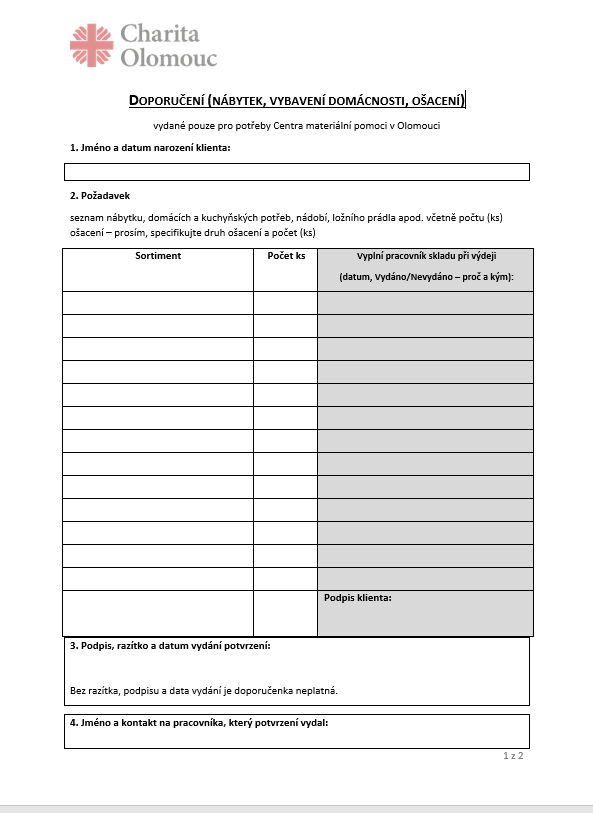 Charita
Olomouc
DOPORUČENÍ (NÁBYTEK, VYBAVENÍ DOMÁCNOSTI, OŠACENÍ)
vydané pouze pro potřeby Centra materiální pomoci v Olomouci
1. Jméno a datum narození klienta:
2. Požadavek
seznam nábytku, domácích a kuchyňských potřeb, nádobí, ložního prádla apod. včetně počtu (ks)
ošacení – prosím, specifikujte druh ošacení a počet (ks)
Sortiment
Počet ks
Vyplní pracovník skladu při výdeji
(datum, Vydáno/Nevydáno – proč a kým):
Podpis klienta:
3. Podpis, razítko a datum vydání potvrzení:
Bez razítka, podpisu a data vydání je doporučenka neplatná.
4. Jméno a kontakt na pracovníka, který potvrzení vydal:
1 z 2